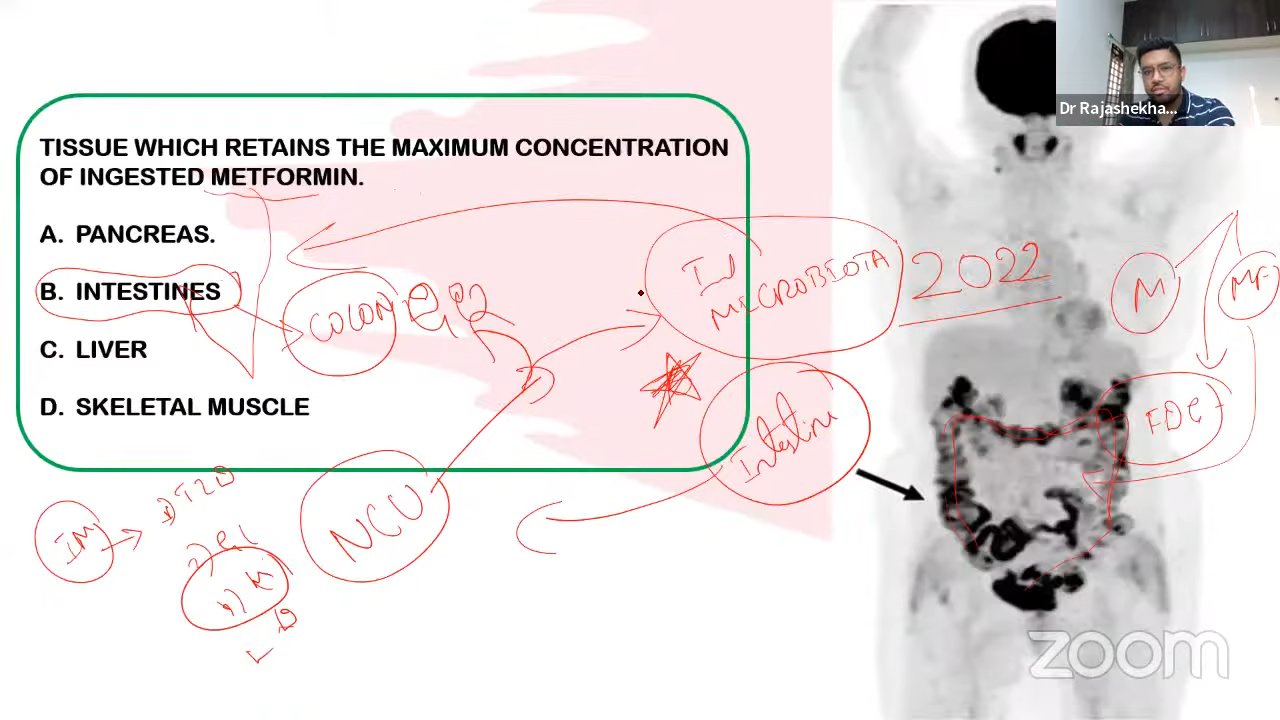 Dr Rajashekha...
TISSUE WHICH RETAINS THE MAXIMUM CONCENTRATION
OF INGESTED METFORMIN.
A. PANCREAS.
B. INTESTINES
C. LIVER
D. SKELETAL MUSCLE
COLON
MICROBIOTA
2022
M
MF
Intestine
NCU
IM
zoom